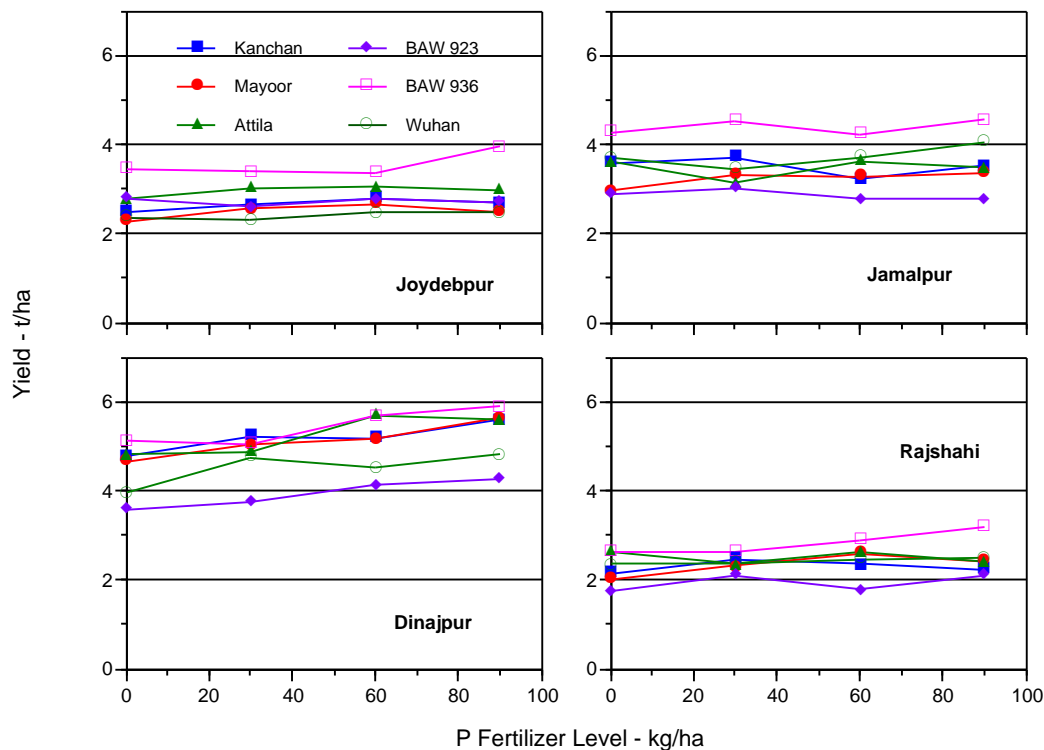 6
4
2
0
Kanchan
BAW 923
Mayoor
BAW 936
Attila
Wuhan
Joydebpur
6
4
2
0
Jamalpur
Yield - t/ha
6
4
2
0
0 20 40 60 80 100
Dinajpur
6
4
2
0
0 20 40 60 80 100
Rajshahi
P Fertilizer Level - kg/ha